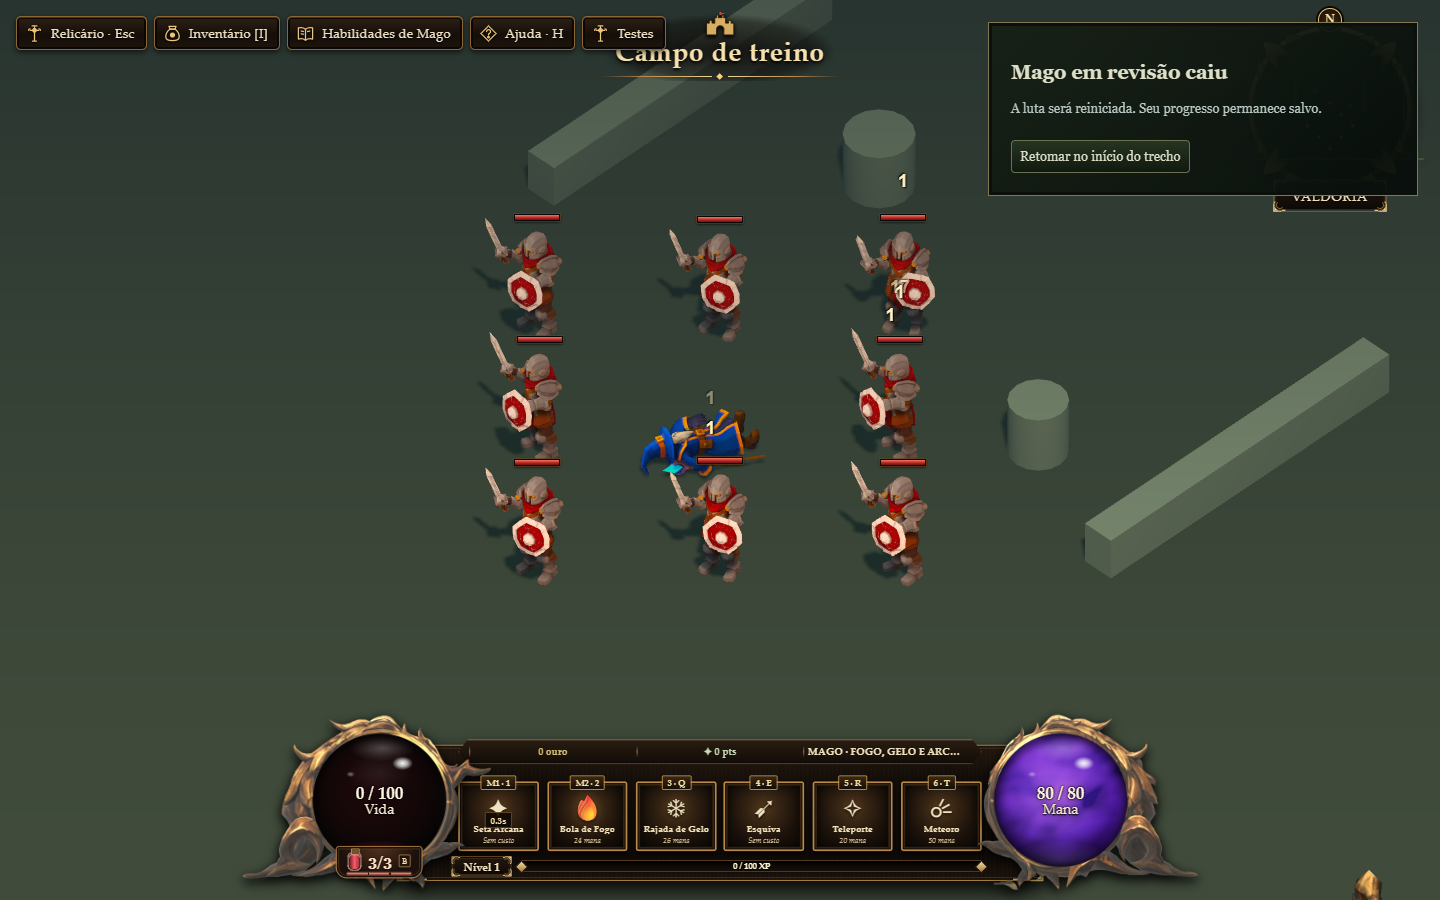 Relicário · Esc
Inventário [I]
Habilidades de Mago
Ajuda · H
Testes
Campo de treino
N
Mago em revisão caiu
A luta será reiniciada. Seu progresso permanece salvo.
Retomar no início do trecho
VALDORIA
1
1
1
1
1
0 / 100
Vida
3/3
B
0 ouro
0 pts
MAGO · FOGO, GELO E ARC...
M1 · 1
0.3s
Seta Arcana
Sem custo
M2 · 2
Bola de Fogo
24 mana
3 · Q
Rajada de Gelo
26 mana
4 · E
Esquiva
Sem custo
5 · R
Teleporte
20 mana
6 · T
Meteoro
50 mana
Nível 1
0 / 100 XP
80 / 80
Mana